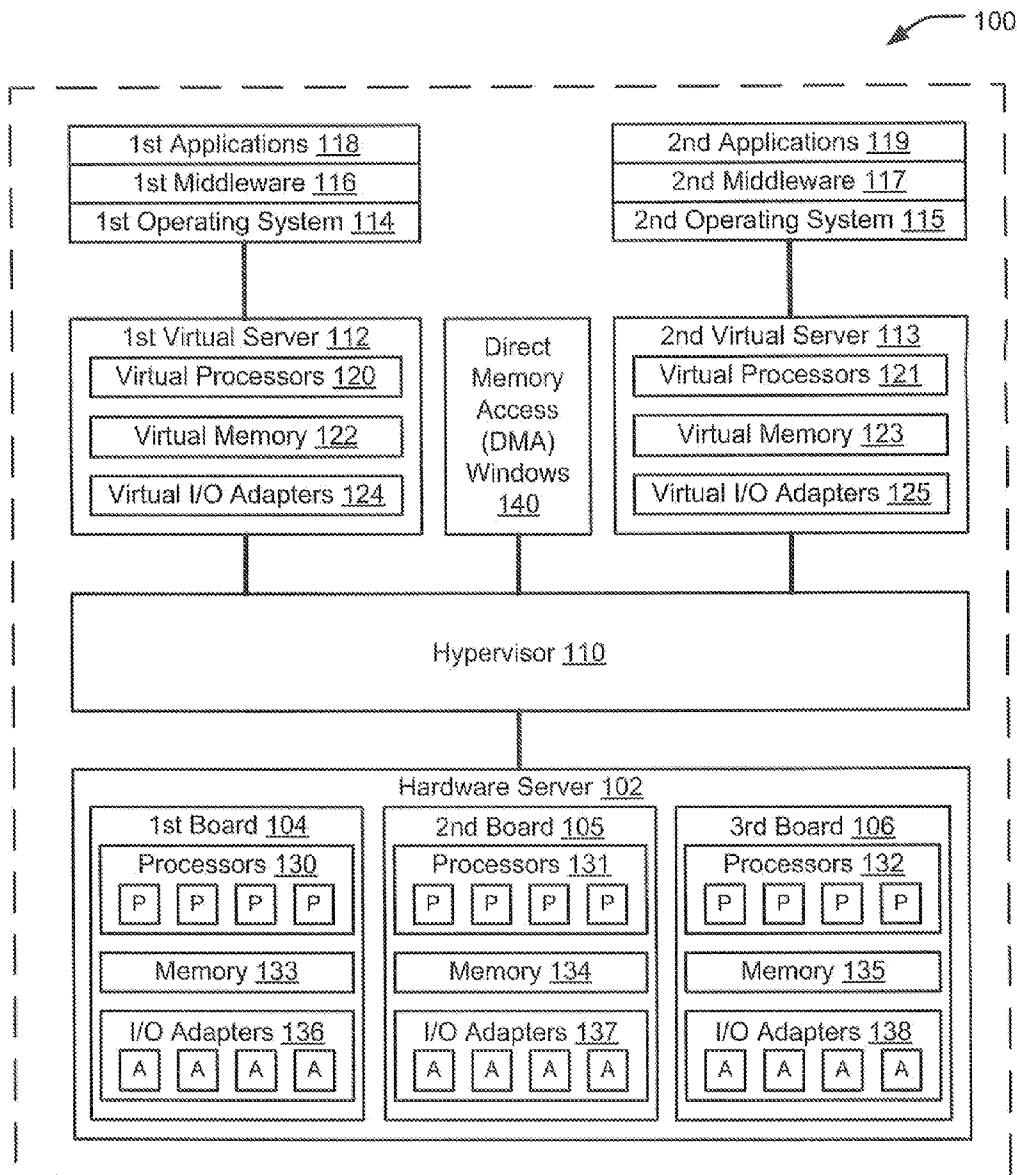 100
1st Applications 118
1st Middleware 116
1st Operating System 114
2nd Applications 119
2nd Middleware 117
2nd Operating System 115
1st Virtual Server 112
Virtual Processors 120
Virtual Memory 122
Virtual I/O Adapters 124
Direct
Memory
Access
(DMA)
Windows
140
2nd Virtual Server 113
Virtual Processors 121
Virtual Memory 123
Virtual I/O Adapters 125
Hypervisor 110
Hardware Server 102
1st Board 104
Processors 130
P P P P
Memory 133
I/O Adapters 136
A A A A
2nd Board 105
Processors 131
P P P P
Memory 134
I/O Adapters 137
A A A A
3rd Board 106
Processors 132
P P P P
Memory 135
I/O Adapters 138
A A A A